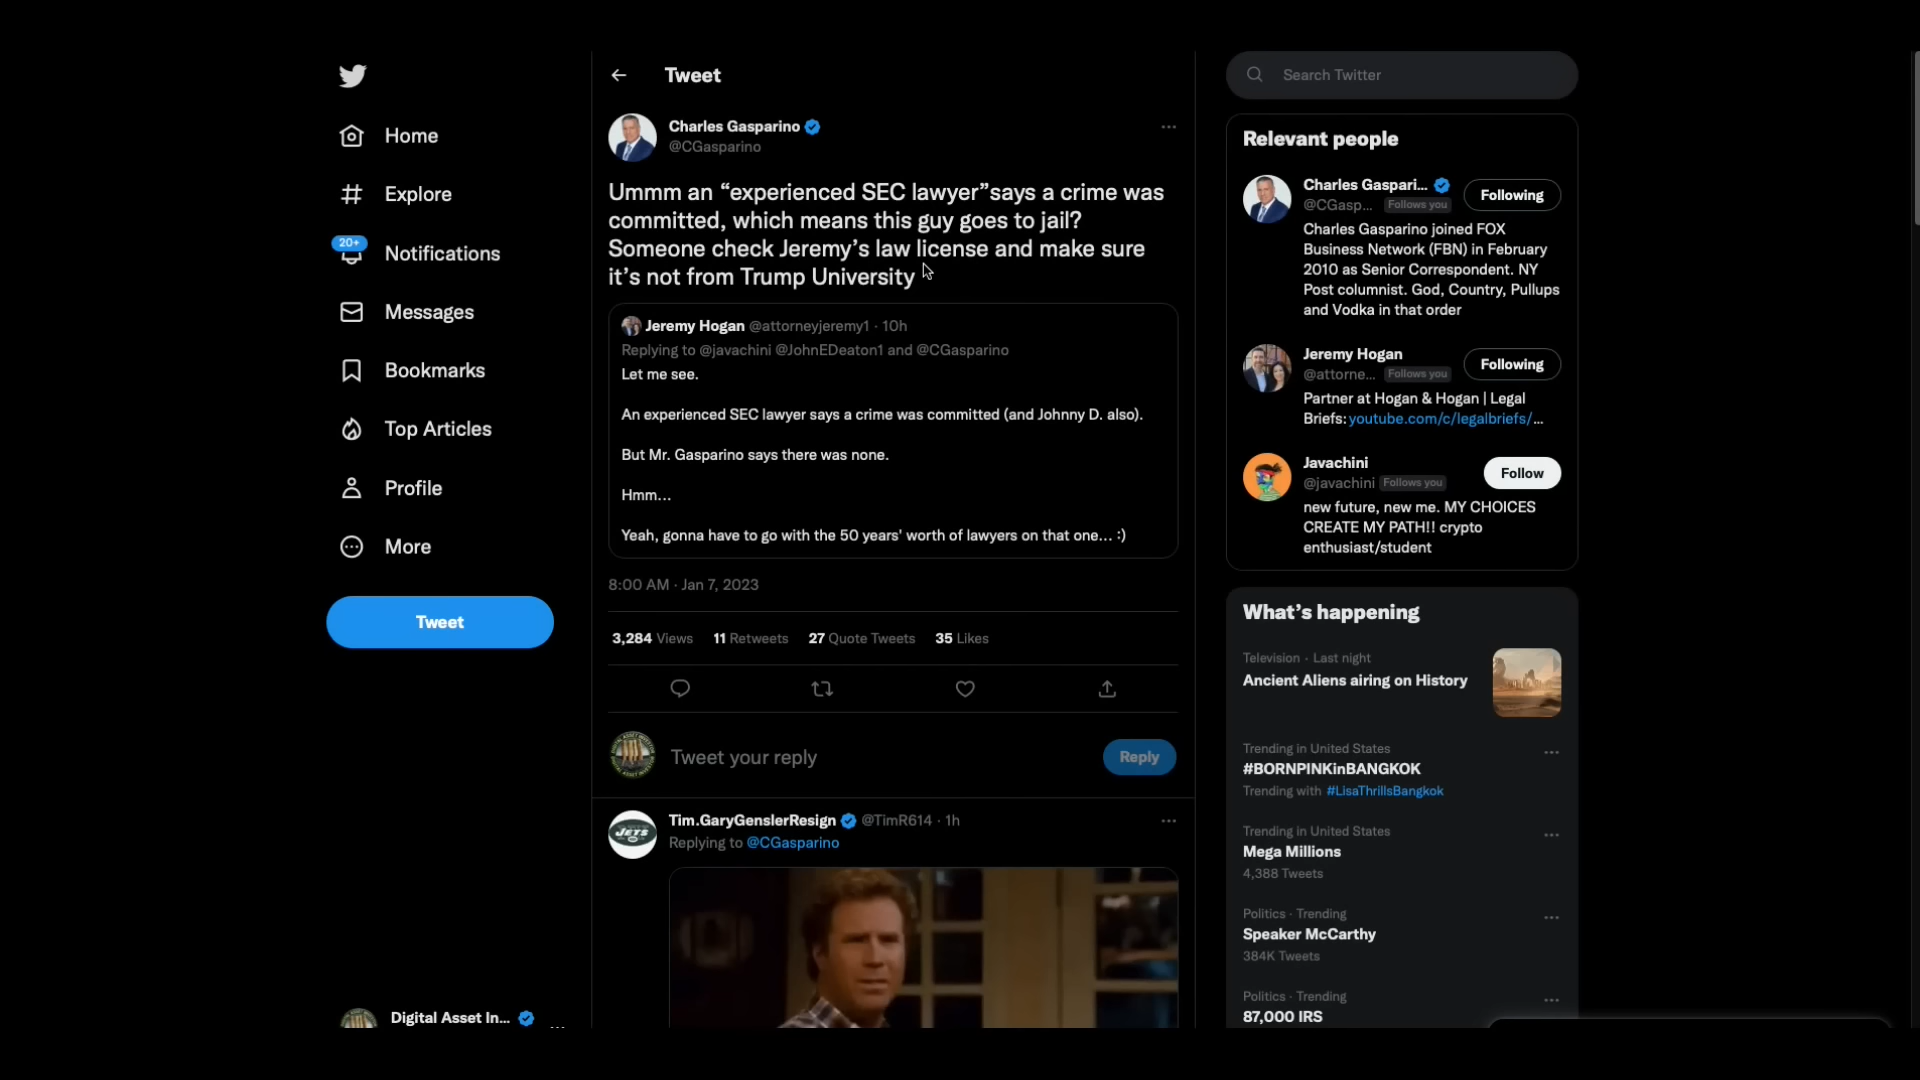 Home
Explore
20+
Notifications
Messages
Bookmarks
Top Articles
Profile
More
Tweet
Digital Asset In...
Tweet
Charles Gasparino
@CGasparino
Ummm an “experienced SEC lawyer”says a crime was
committed, which means this guy goes to jail?
Someone check Jeremy’s law license and make sure
it’s not from Trump University
Jeremy Hogan @attorneyjeremy1 · 10h
Replying to @javachini @JohnEDeaton1 and @CGasparino
Let me see.
An experienced SEC lawyer says a crime was committed (and Johnny D. also).
But Mr. Gasparino says there was none.
Hmm...
Yeah, gonna have to go with the 50 years' worth of lawyers on that one... :)
8:00 AM · Jan 7, 2023
3,284 Views 11 Retweets 27 Quote Tweets 35 Likes
Tweet your reply
Reply
Tim.GaryGenslerResign @TimR614 · 1h
Replying to @CGasparino
JETS
Search Twitter
Relevant people
Charles Gaspari...
@CGasp... Follows you
Following
Charles Gasparino joined FOX
Business Network (FBN) in February
2010 as Senior Correspondent. NY
Post columnist. God, Country, Pullups
and Vodka in that order
Jeremy Hogan
@attorne... Follows you
Following
Partner at Hogan & Hogan | Legal
Briefs: youtube.com/c/legalbriefs/...
Javachini
@javachini Follows you
Follow
new future, new me. MY CHOICES
CREATE MY PATH!! crypto
enthusiast/student
What’s happening
Television · Last night
Ancient Aliens airing on History
Trending in United States
#BORNPINKinBANGKOK
Trending with #LisaThrillsBangkok
Trending in United States
Mega Millions
4,388 Tweets
Politics · Trending
Speaker McCarthy
384K Tweets
Politics · Trending
87,000 IRS